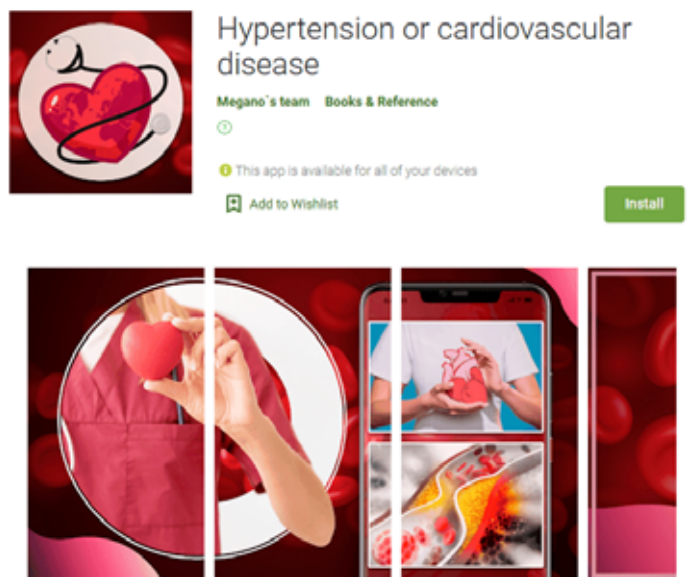 Hypertension or cardiovascular
disease
Megano`s team Books & Reference
This app is available for all of your devices
Add to Wishlist
Install